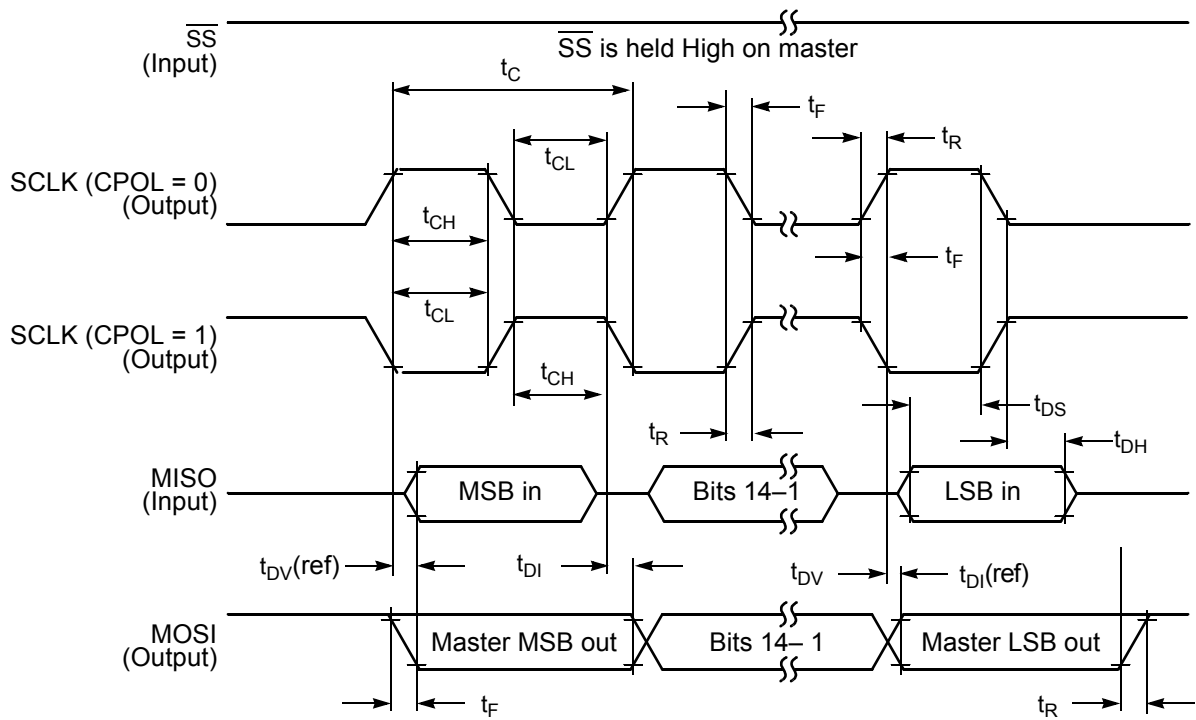 SS
(Input)
SS is held High on master
tC
tF
tR
tCL
SCLK (CPOL = 0)
(Output)
tCH
tF
tCL
SCLK (CPOL = 1)
(Output)
tCH
tR
tDS
tDH
MISO
(Input)
MSB in
Bits 14–1
LSB in
tDV(ref)
tDI
tDV
tDI(ref)
MOSI
(Output)
Master MSB out
Bits 14– 1
Master LSB out
tF
tR